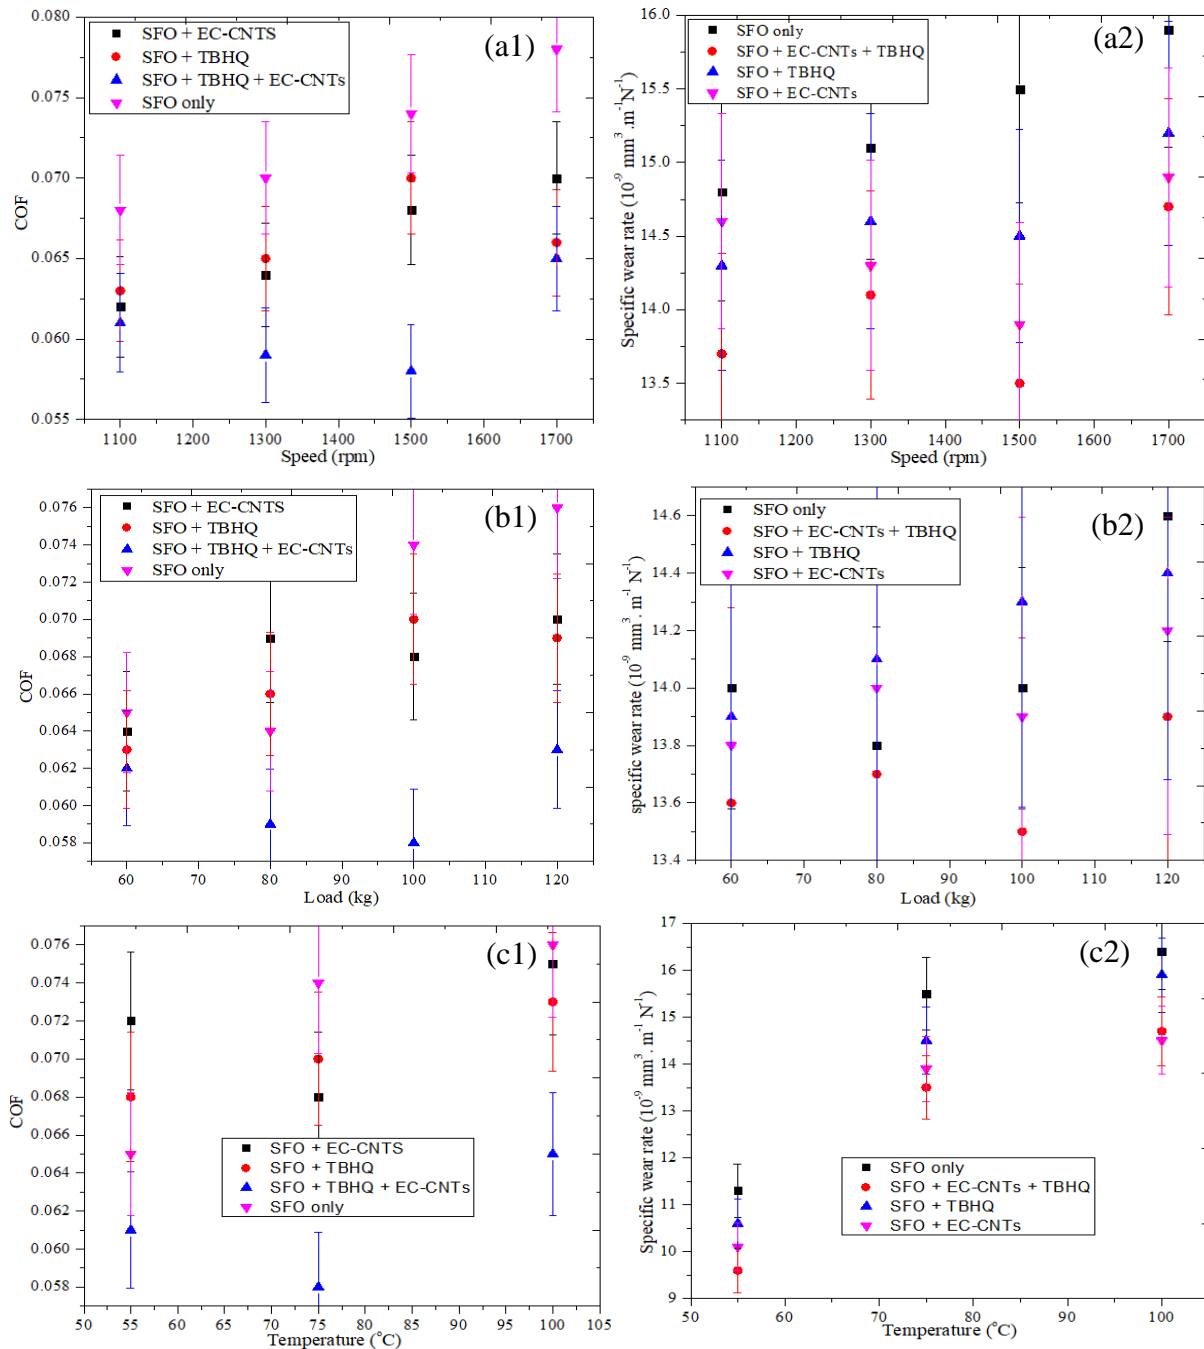 (a1)
SFO + EC-CNTS
SFO + TBHQ
SFO + TBHQ + EC-CNTs
SFO only
0.080
0.075
0.070
0.065
0.060
0.055
COF
1100 1200 1300 1400 1500 1600 1700
Speed (rpm)
(a2)
SFO only
SFO + EC-CNTs + TBHQ
SFO + TBHQ
SFO + EC-CNTs
16.0
15.5
15.0
14.5
14.0
13.5
Specific wear rate (10⁻⁹ mm³ .m⁻¹N⁻¹)
1100 1200 1300 1400 1500 1600 1700
Speed (rpm)
(b1)
SFO + EC-CNTS
SFO + TBHQ
SFO + TBHQ + EC-CNTs
SFO only
0.076
0.074
0.072
0.070
0.068
0.066
0.064
0.062
0.060
0.058
COF
60 70 80 90 100 110 120
Load (kg)
(b2)
SFO only
SFO + EC-CNTs + TBHQ
SFO + TBHQ
SFO + EC-CNTs
14.6
14.4
14.2
14.0
13.8
13.6
13.4
specific wear rate (10⁻⁹ mm³. m⁻¹ N⁻¹)
60 70 80 90 100 110 120
Load (kg)
(c1)
0.076
0.074
0.072
0.070
0.068
0.066
0.064
0.062
0.060
0.058
COF
SFO + EC-CNTS
SFO + TBHQ
SFO + TBHQ + EC-CNTs
SFO only
50 55 60 65 70 75 80 85 90 95 100 105
Temperature (°C)
(c2)
17
16
15
14
13
12
11
10
9
Specific wear rate (10⁻⁹ mm³. m⁻¹ N⁻¹)
SFO only
SFO + EC-CNTs + TBHQ
SFO + TBHQ
SFO + EC-CNTs
50 60 70 80 90 100
Temperature (°C)